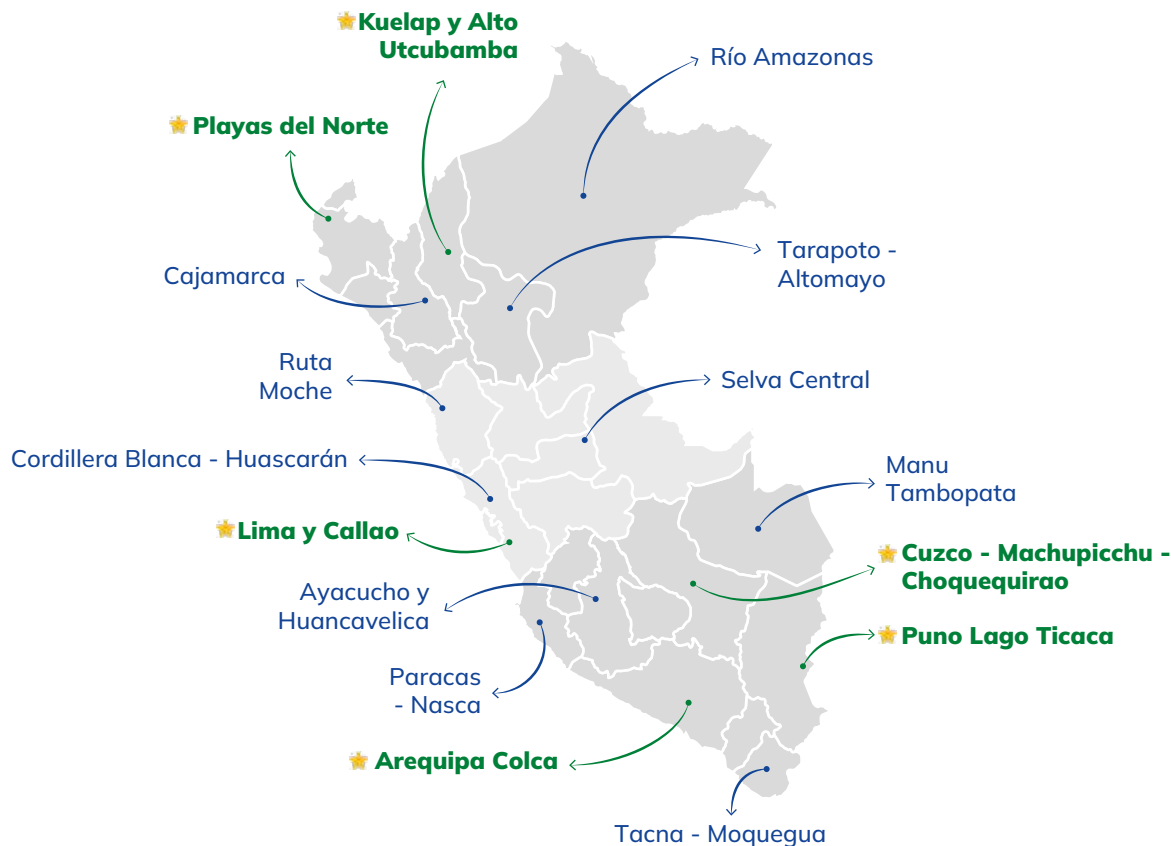 Kuelap y Alto
Utcubamba
Río Amazonas
Playas del Norte
Tarapoto -
Altomayo
Cajamarca
Ruta
Moche
Selva Central
Cordillera Blanca - Huascarán
Manu
Tambopata
Lima y Callao
Cuzco - Machupicchu -
Choquequirao
Ayacucho y
Huancavelica
Puno Lago Ticaca
Paracas
- Nasca
Arequipa Colca
Tacna - Moquegua